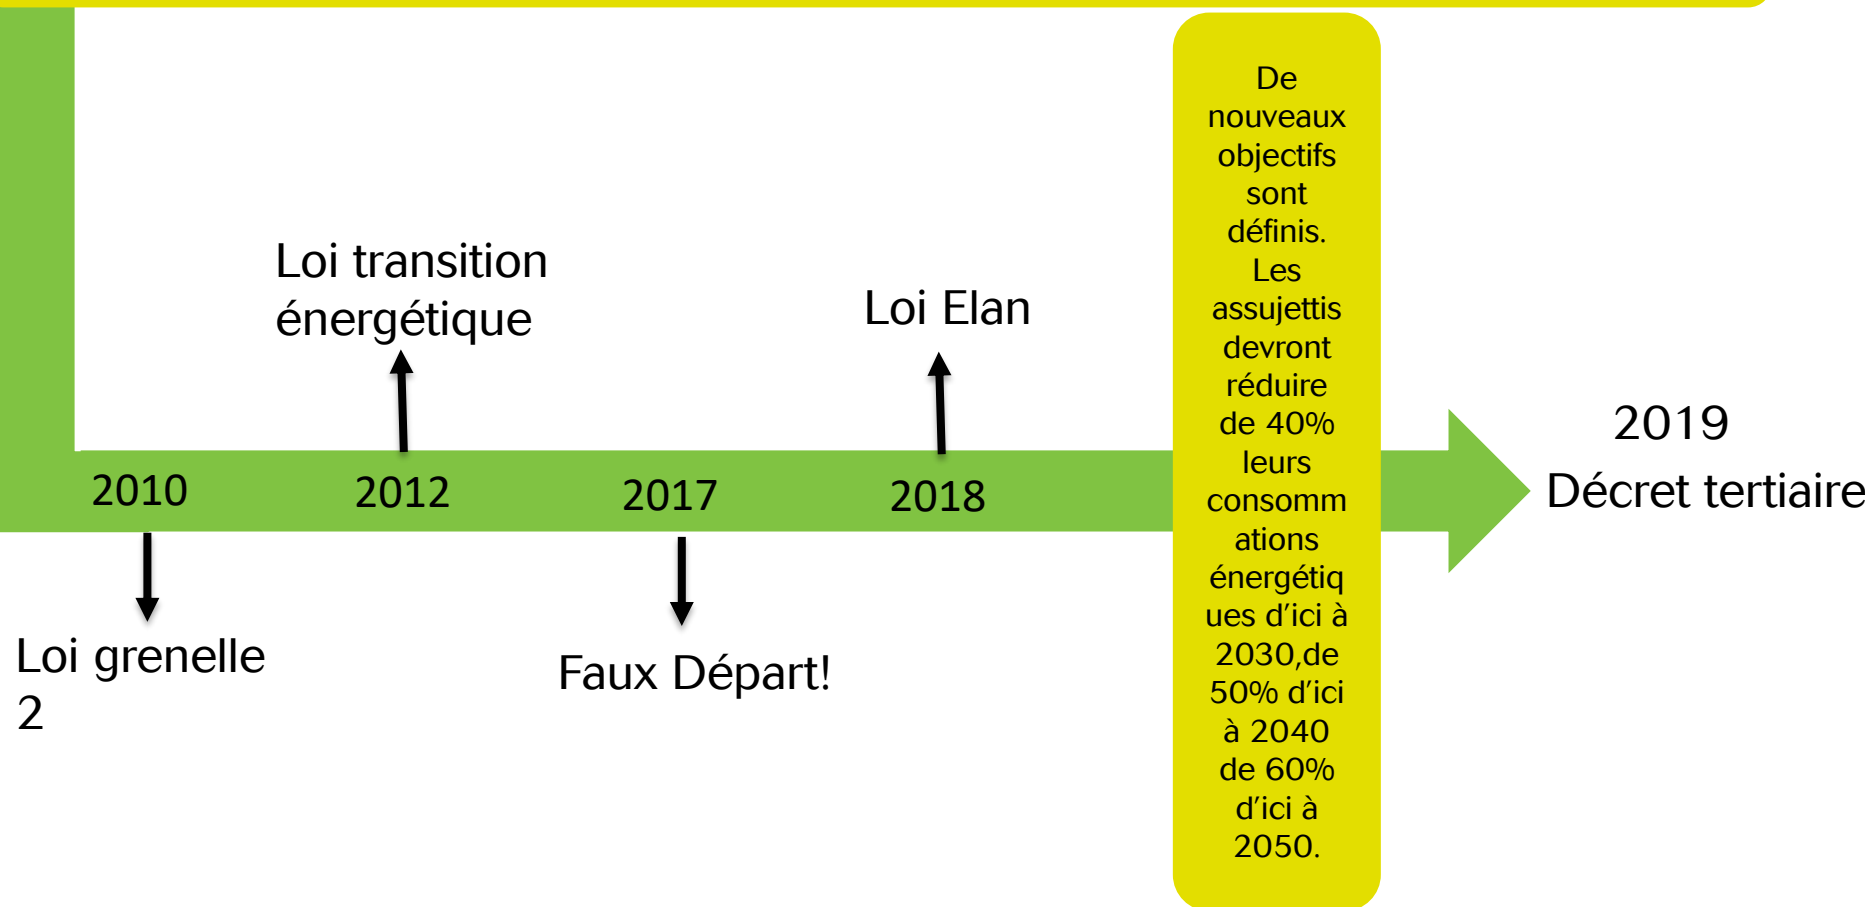 Loi transition
énergétique
Loi Elan
2010
2012
2017
2018
Loi grenelle
2
Faux Départ!
De
nouveaux
objectifs
sont
définis.
Les
assujettis
devront
réduire
de 40%
leurs
consomm
ations
énergétiq
ues d’ici à
2030,de
50% d’ici
à 2040
de 60%
d’ici à
2050.
2019
Décret tertiaire